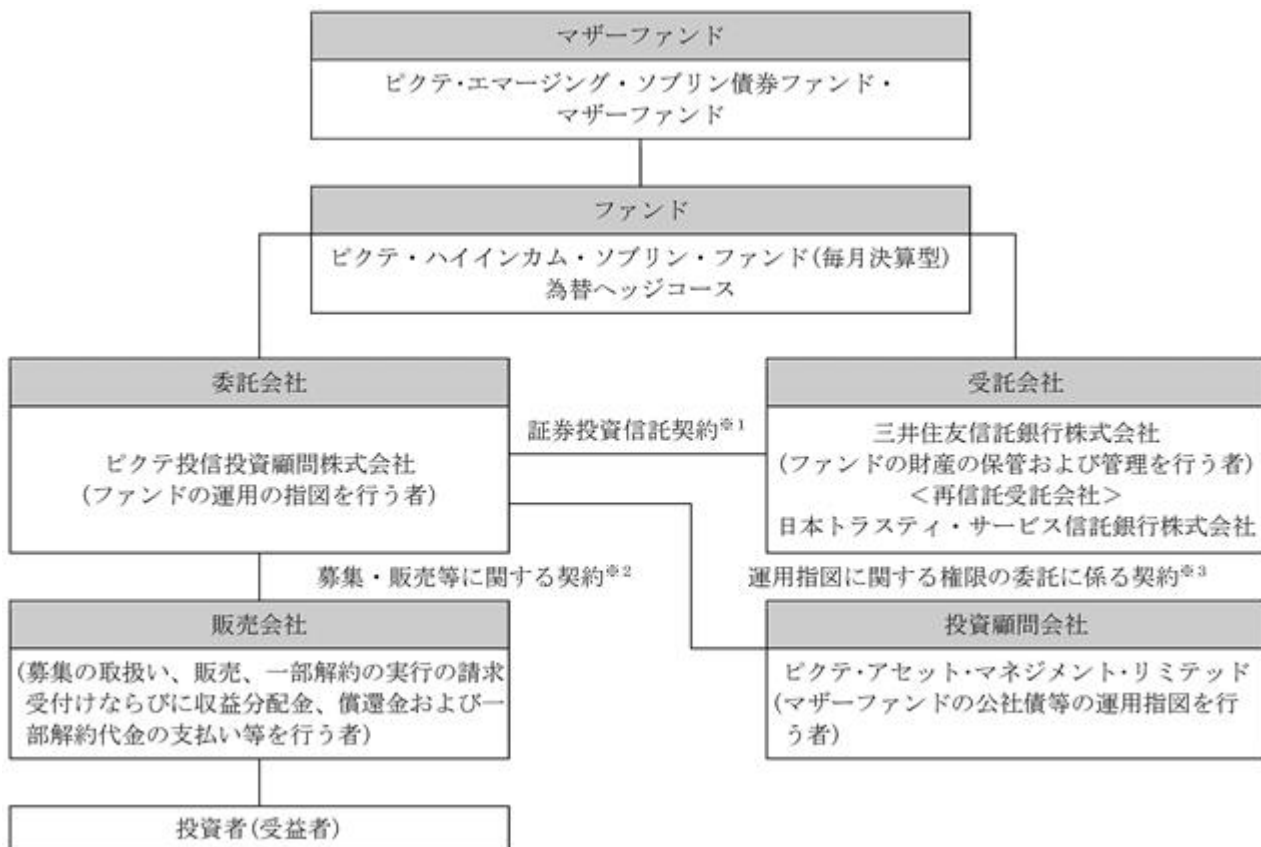 マザーファンド
ピクテ・エマージング・ソブリン債券ファンド・
マザーファンド
ファンド
ピクテ・ハイインカム・ソブリン・ファンド(毎月決算型)
為替ヘッジコース
委託会社
ピクテ投信投資顧問株式会社
(ファンドの運用の指図を行う者)
証券投資信託契約※1
受託会社
三井住友信託銀行株式会社
(ファンドの財産の保管および管理を行う者)
＜再信託受託会社＞
日本トラスティ・サービス信託銀行株式会社
募集・販売等に関する契約※2
運用指図に関する権限の委託に係る契約※3
販売会社
(募集の取扱い、販売、一部解約の実行の請求
受付けならびに収益分配金、償還金および一
部解約代金の支払い等を行う者)
投資顧問会社
ピクテ・アセット・マネジメント・リミテッド
(マザーファンドの公社債等の運用指図を行
う者)
投資者(受益者)